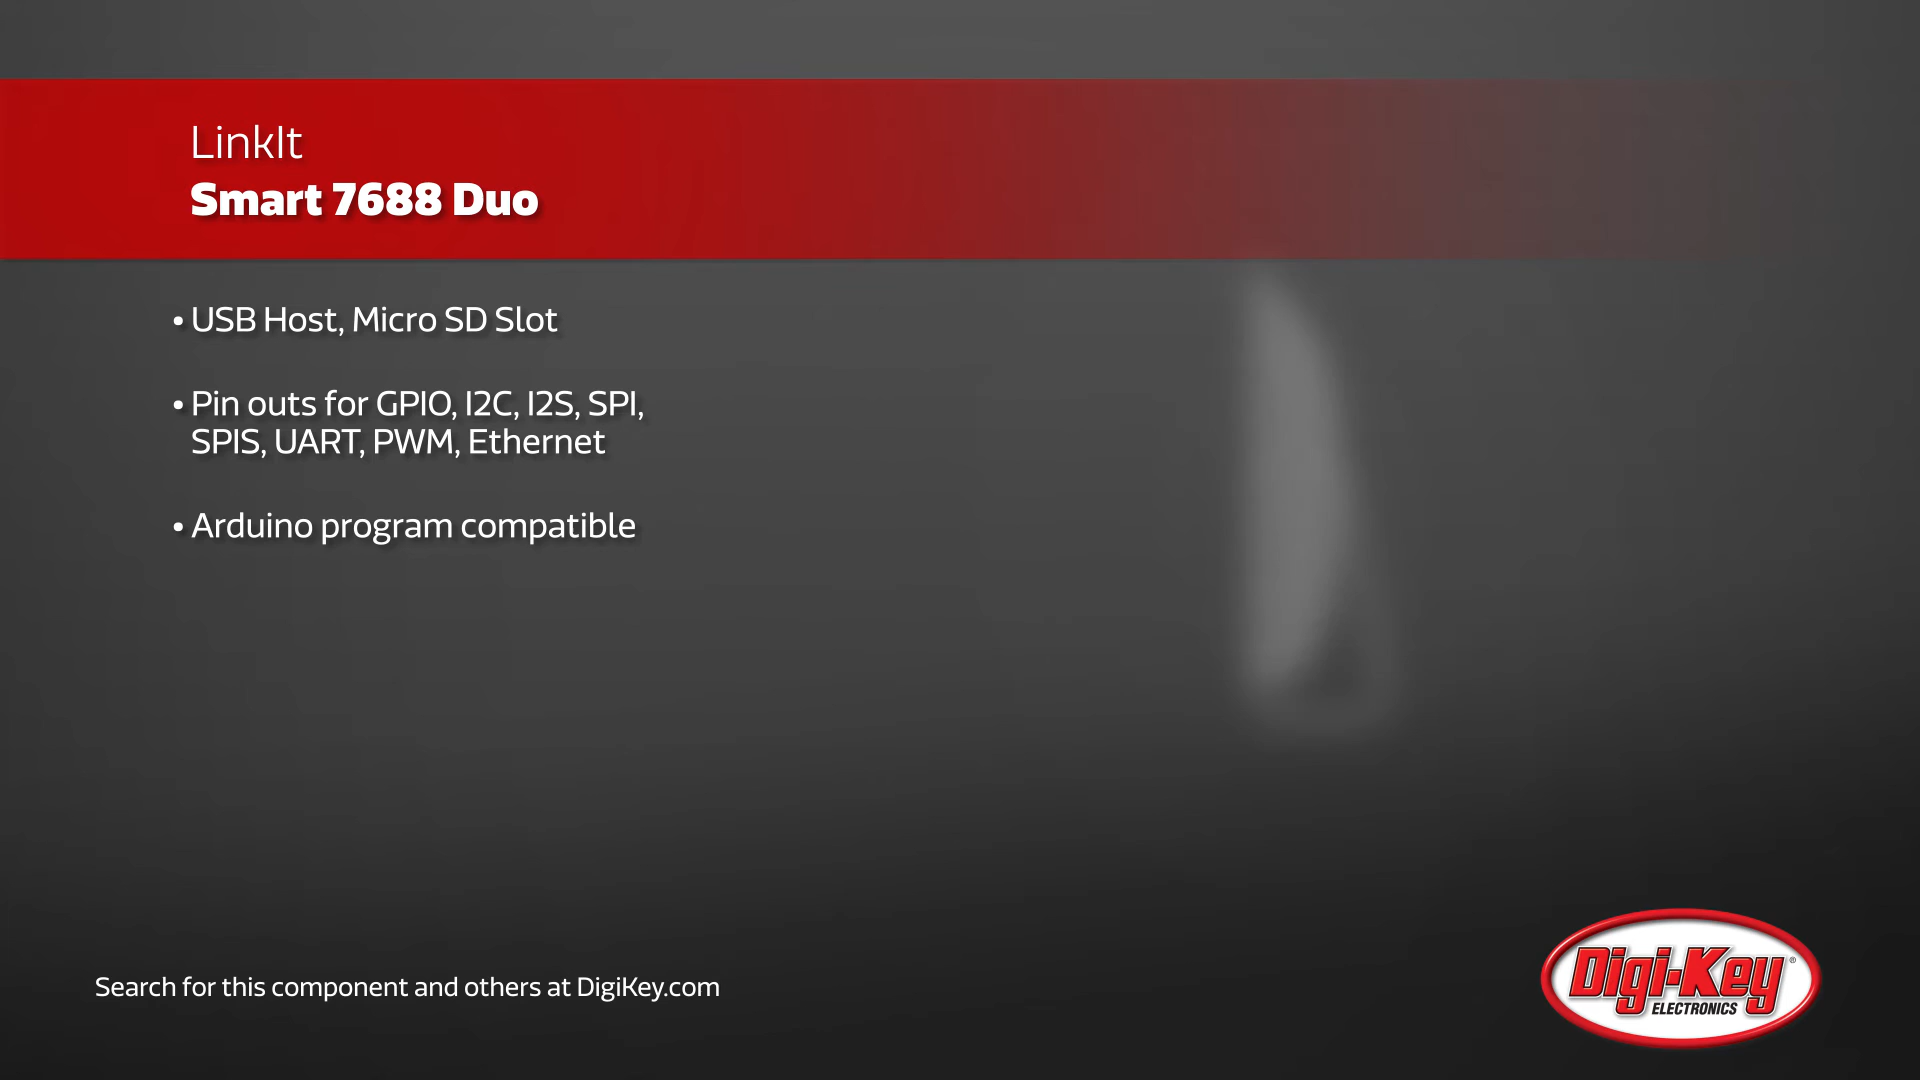 LinkIt
Smart 7688 Duo
• USB Host, Micro SD Slot
• Pin outs for GPIO, I2C, I2S, SPI,
SPIS, UART, PWM, Ethernet
• Arduino program compatible
Search for this component and others at DigiKey.com
Digi-Key®
ELECTRONICS